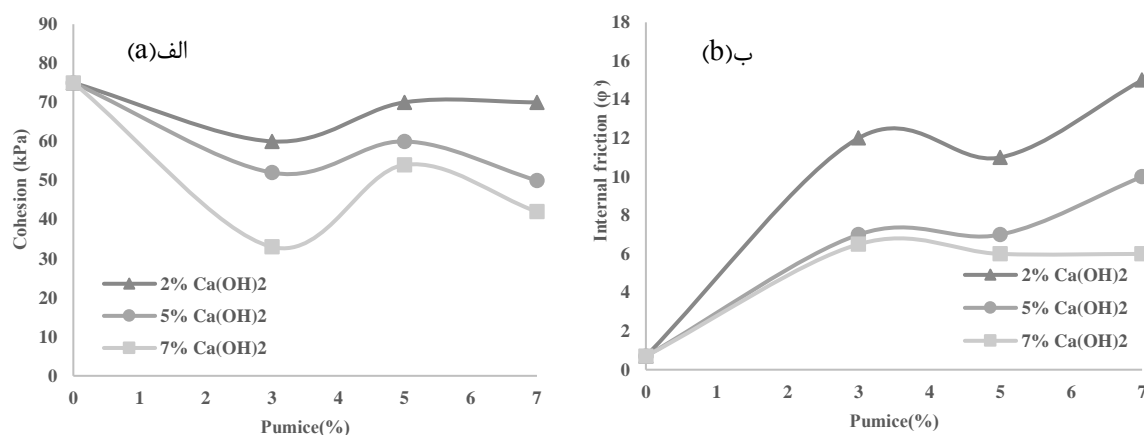 (a)الف
90
80
70
60
50
40
30
20
10
0
Cohesion (kPa)
2% Ca(OH)2
5% Ca(OH)2
7% Ca(OH)2
0 1 2 3 4 5 6 7
Pumice(%)
(b)ب
18
16
14
12
10
8
6
4
2
0
Internal friction (φ°)
2% Ca(OH)2
5% Ca(OH)2
7% Ca(OH)2
0 1 2 3 4 5 6 7
Pumice(%)